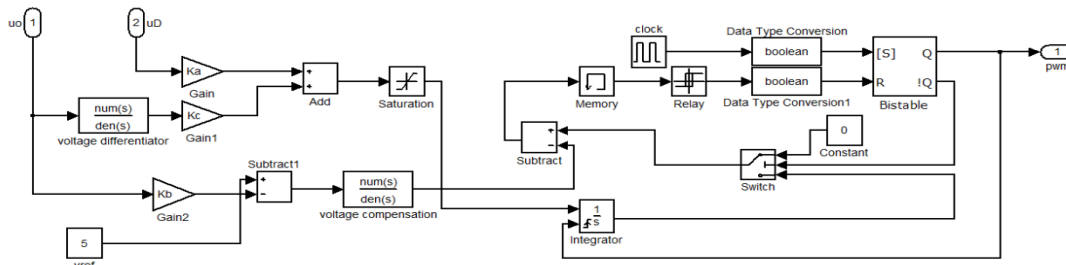 uo
1
2
uD
Ka
Gain
Kc
Gain1
num(s)
den(s)
voltage differentiator
+
+
Add
Saturation
Kb
Gain2
Subtract1
+
−
num(s)
den(s)
voltage compensation
5
vref
clock
Memory
Relay
Data Type Conversion
boolean
boolean
Data Type Conversion1
[S]
Q
R
!Q
Bistable
1
pwm
+
−
Subtract
0
Constant
Switch
1
s
Integrator